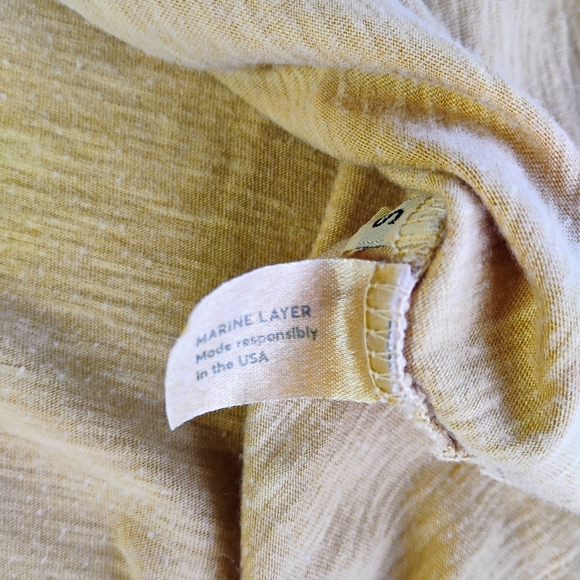 S
MARINE LAYER
Made responsibly
in the USA